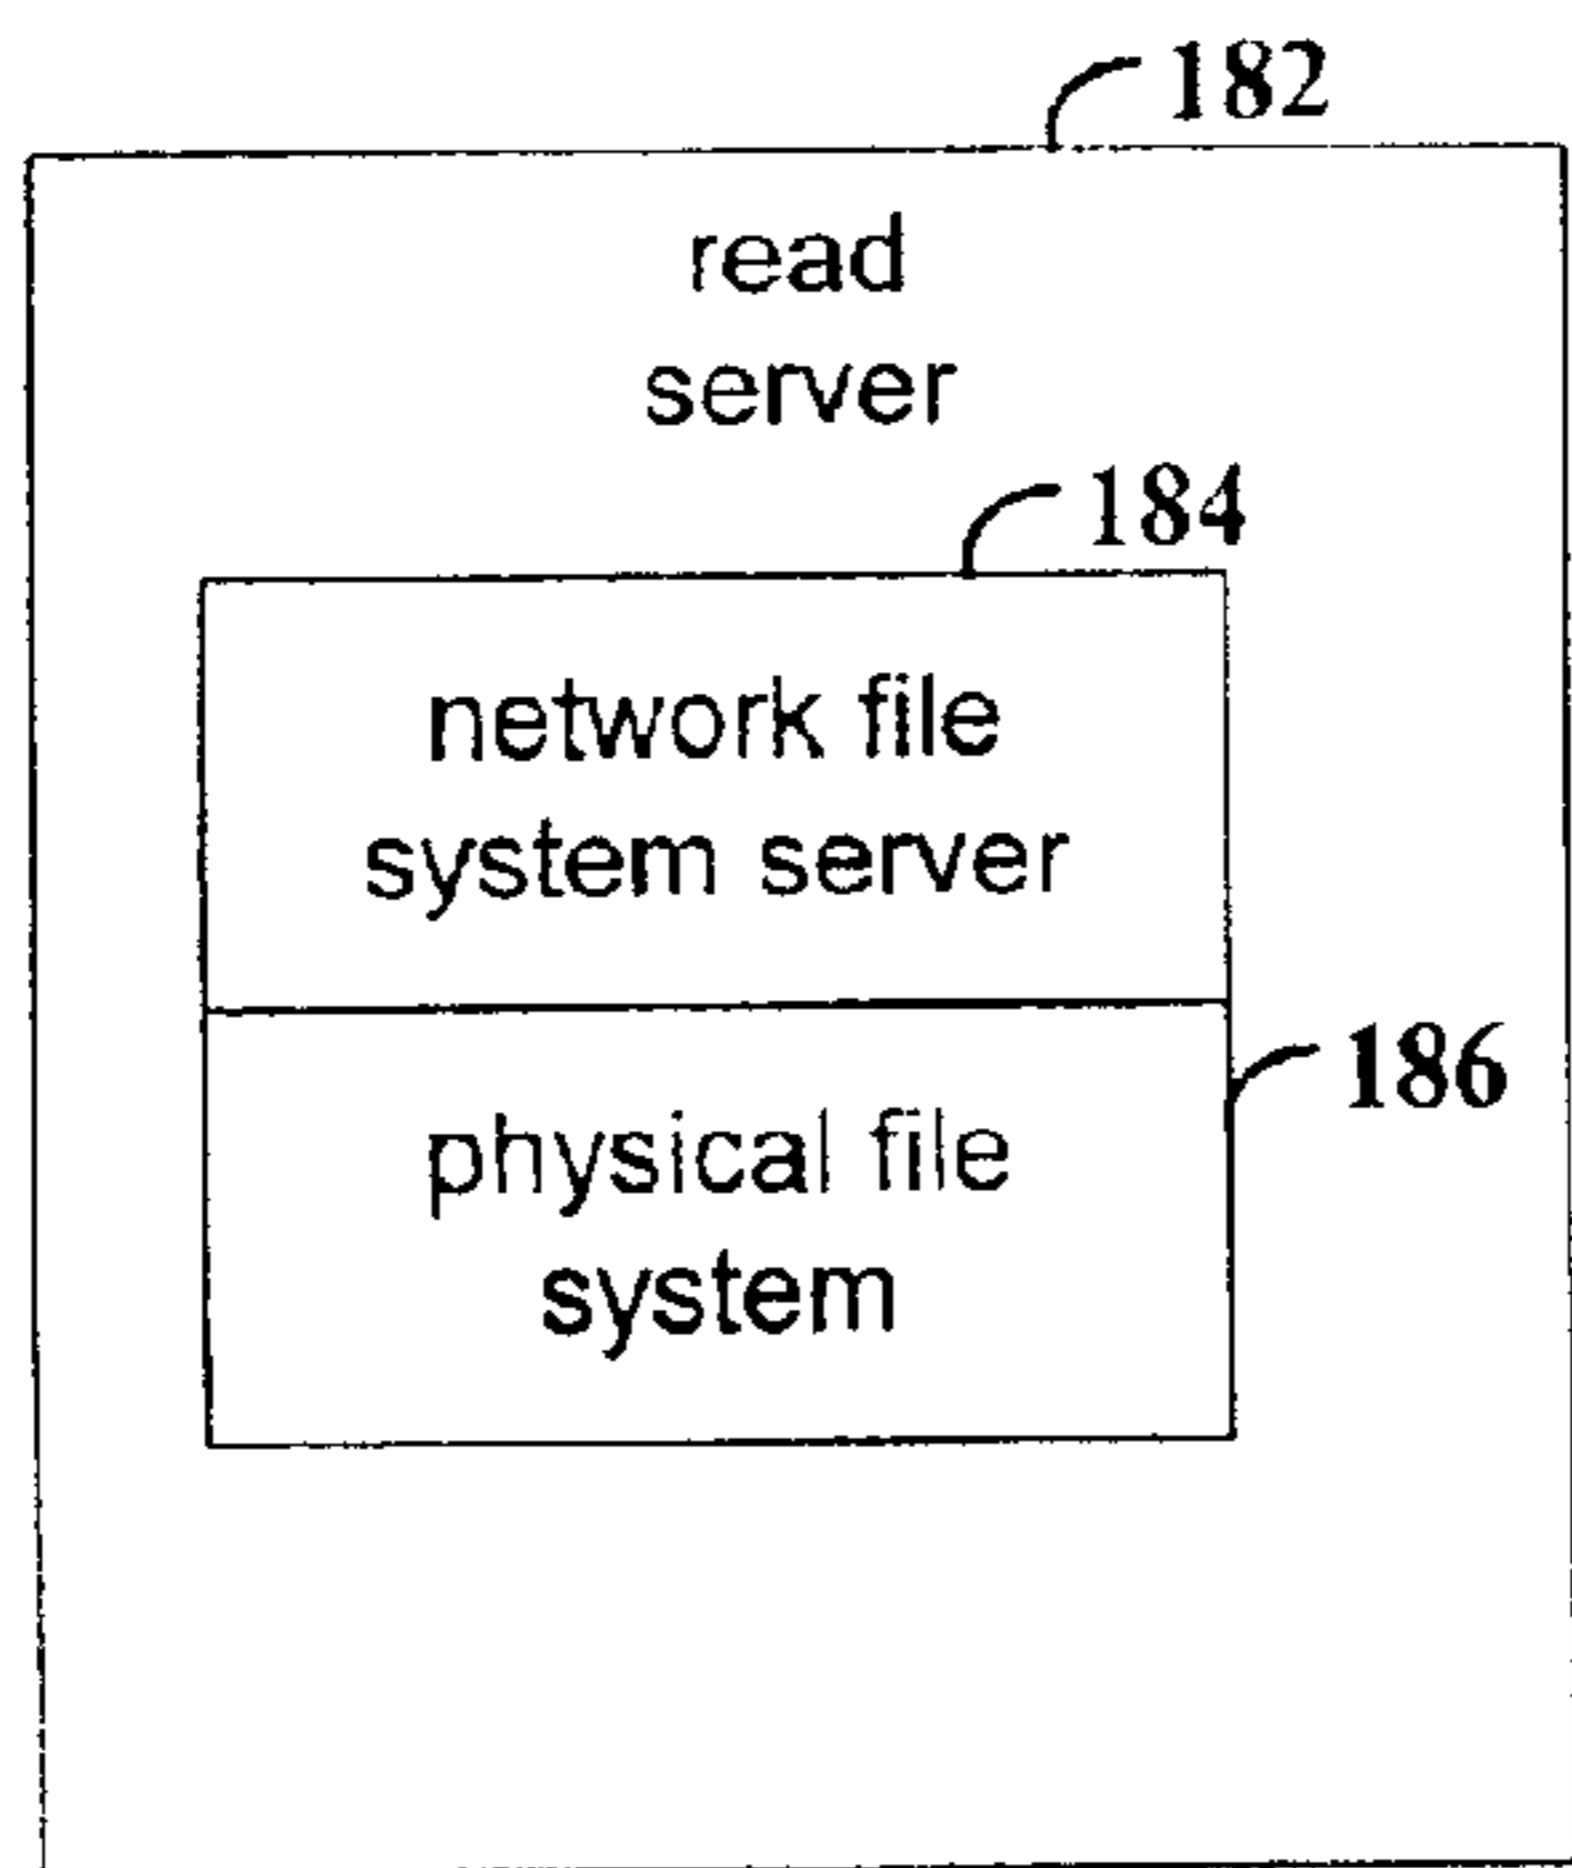 182
read
server
184
network file
system server
186
physical file
system